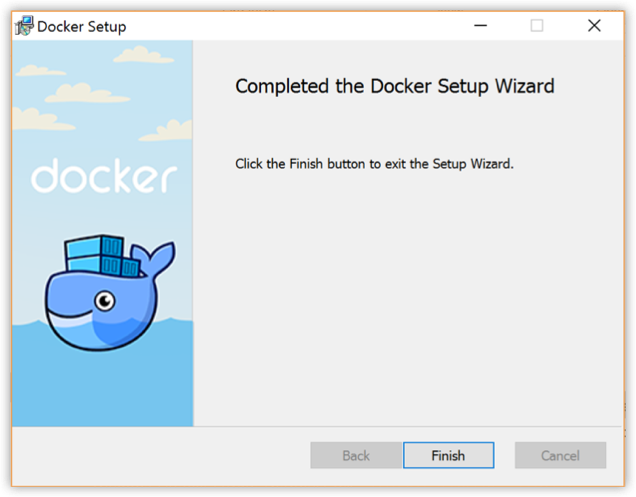 Docker Setup
Completed the Docker Setup Wizard
Click the Finish button to exit the Setup Wizard.
docker
Back
Finish
Cancel